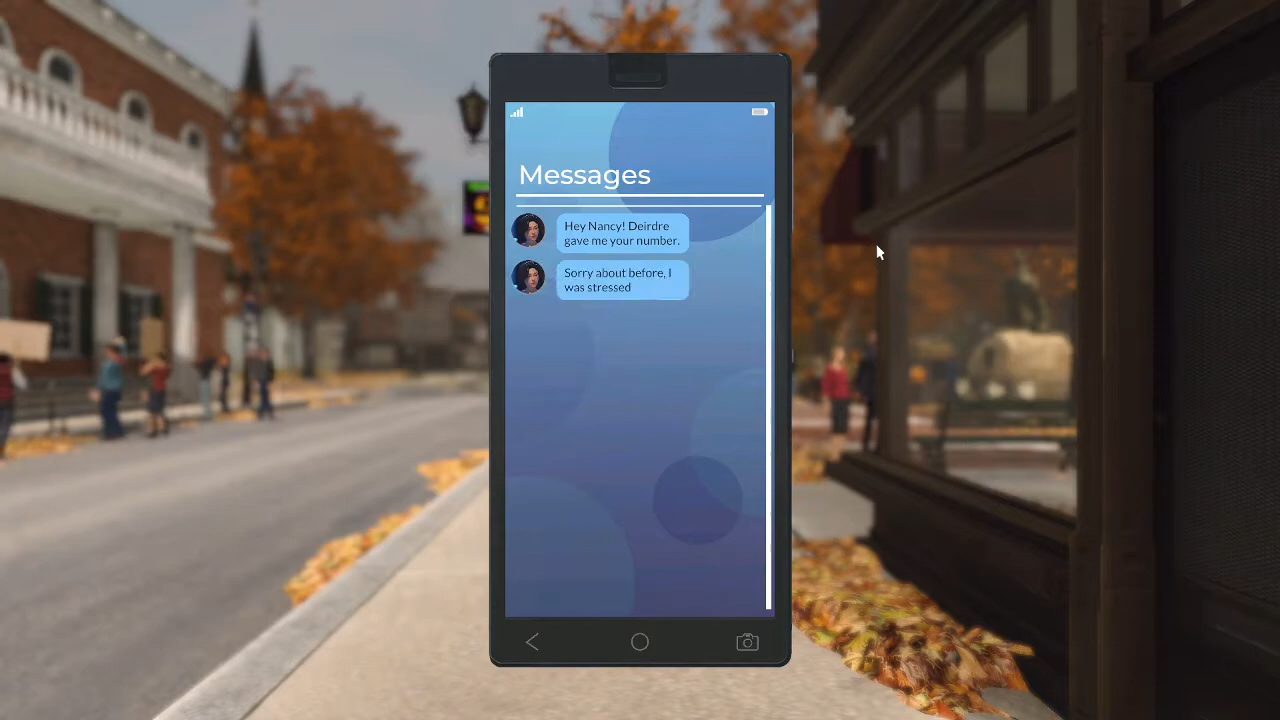 Messages
Hey Nancy! Deirdre
gave me your number.
Sorry about before, I
was stressed